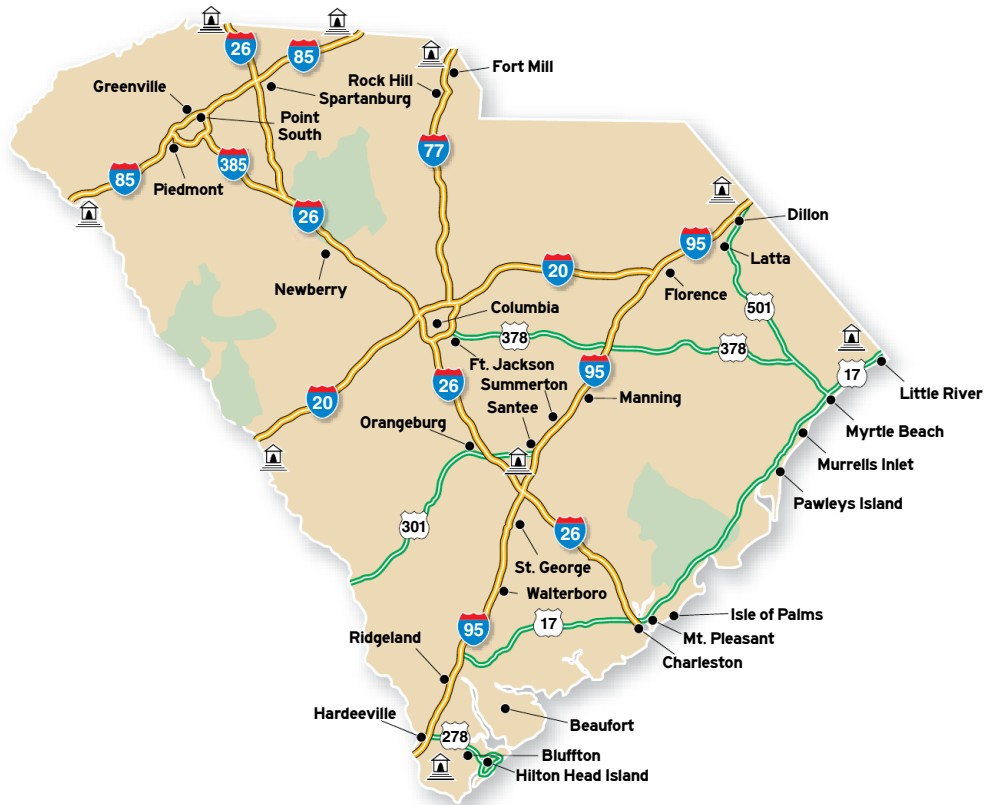 26
85
Fort Mill
Rock Hill
Greenville
Spartanburg
Point
South
77
385
85
Piedmont
26
Dillon
95
Latta
Newberry
20
Florence
501
Columbia
378
378
Ft. Jackson
17
26
Summerton
95
Little River
20
Santee
Manning
Orangeburg
Myrtle Beach
Murrells Inlet
Pawleys Island
301
26
St. George
Walterboro
Isle of Palms
17
95
Mt. Pleasant
Ridgeland
Charleston
Hardeeville
Beaufort
278
Bluffton
Hilton Head Island